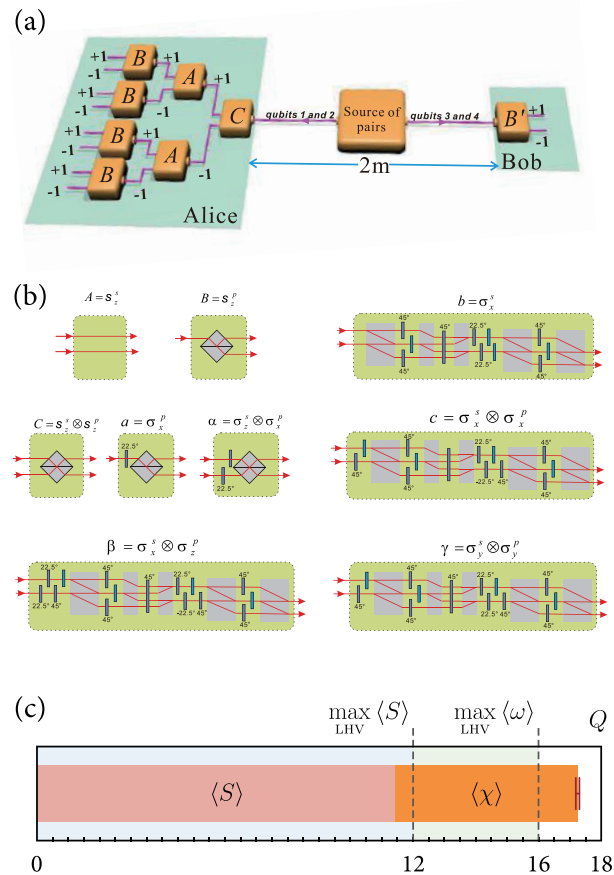 (a)
+1 B
-1
+1 A +1
+1 B
-1
+1 B +1
-1
C
qubits 1 and 2
Source of
pairs
qubits 3 and 4
B' +1
-1
+1 B
-1
A
-1
2m
Alice
Bob
(b)
A = s_z^s
B = s_z^p
b = σ_x^s
45° 45° 22.5° 45°
45° 22.5° 45°
C = s_z^s ⊗ s_z^p
a = σ_x^p
α = σ_z^s ⊗ σ_x^p
c = σ_x^s ⊗ σ_x^p
22.5°
22.5°
45° 45° 22.5° 45°
45° 45° -22.5° 45°
β = σ_x^s ⊗ σ_z^p
γ = σ_y^s ⊗ σ_y^p
22.5° 45° 45° 22.5° 45°
22.5° 45° 45° -22.5° 45° 45°
45° 45° 45° 22.5° 45°
45° 22.5° 45° 45°
(c)
max ⟨S⟩ max ⟨ω⟩ Q
LHV LHV
⟨S⟩ ⟨χ⟩
0 12 16 18